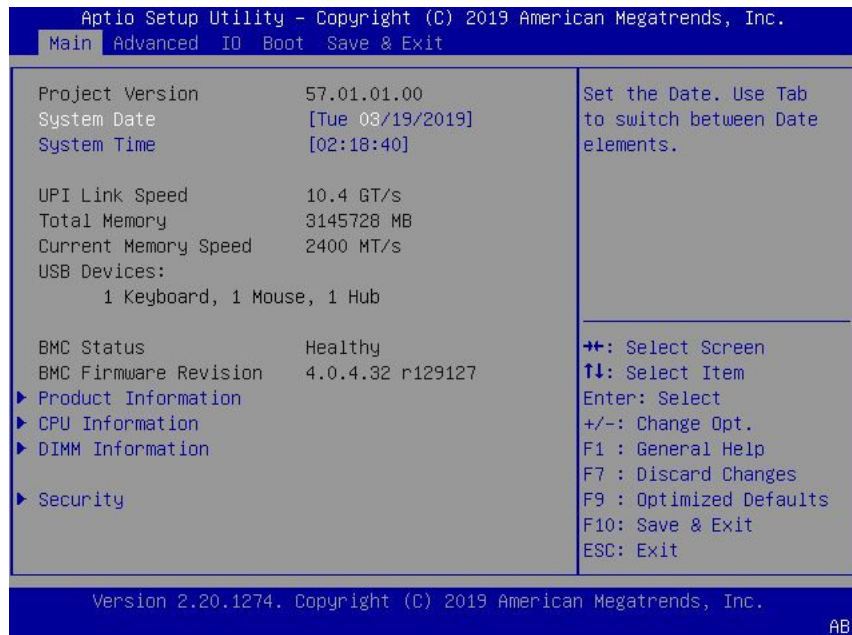 Aptio Setup Utility – Copyright (C) 2019 American Megatrends, Inc.
Main Advanced IO Boot Save & Exit
Project Version 57.01.01.00
System Date [Tue 03/19/2019]
System Time [02:18:40]
UPI Link Speed 10.4 GT/s
Total Memory 3145728 MB
Current Memory Speed 2400 MT/s
USB Devices:
1 Keyboard, 1 Mouse, 1 Hub
BMC Status Healthy
BMC Firmware Revision 4.0.4.32 r129127
Product Information
CPU Information
DIMM Information
Security
Set the Date. Use Tab
to switch between Date
elements.
→←: Select Screen
↑↓: Select Item
Enter: Select
+/-: Change Opt.
F1 : General Help
F7 : Discard Changes
F9 : Optimized Defaults
F10: Save & Exit
ESC: Exit
Version 2.20.1274. Copyright (C) 2019 American Megatrends, Inc.
AB